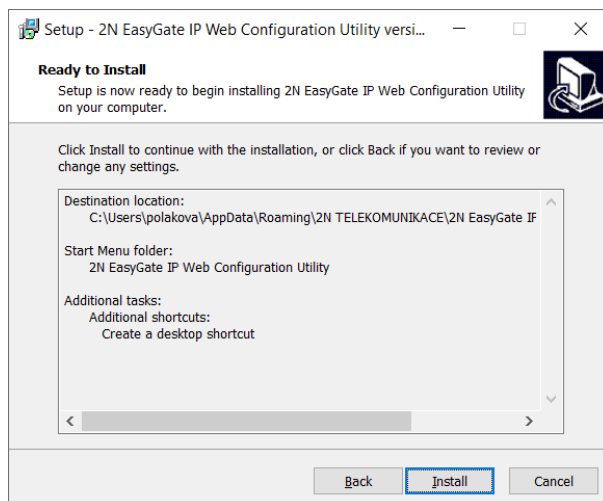 Setup - 2N EasyGate IP Web Configuration Utility versi...
Ready to Install
Setup is now ready to begin installing 2N EasyGate IP Web Configuration Utility
on your computer.
Click Install to continue with the installation, or click Back if you want to review or
change any settings.
Destination location:
C:\Users\polakova\AppData\Roaming\2N TELEKOMUNIKACE\2N EasyGate IP
Start Menu folder:
2N EasyGate IP Web Configuration Utility
Additional tasks:
Additional shortcuts:
Create a desktop shortcut
Back Install Cancel